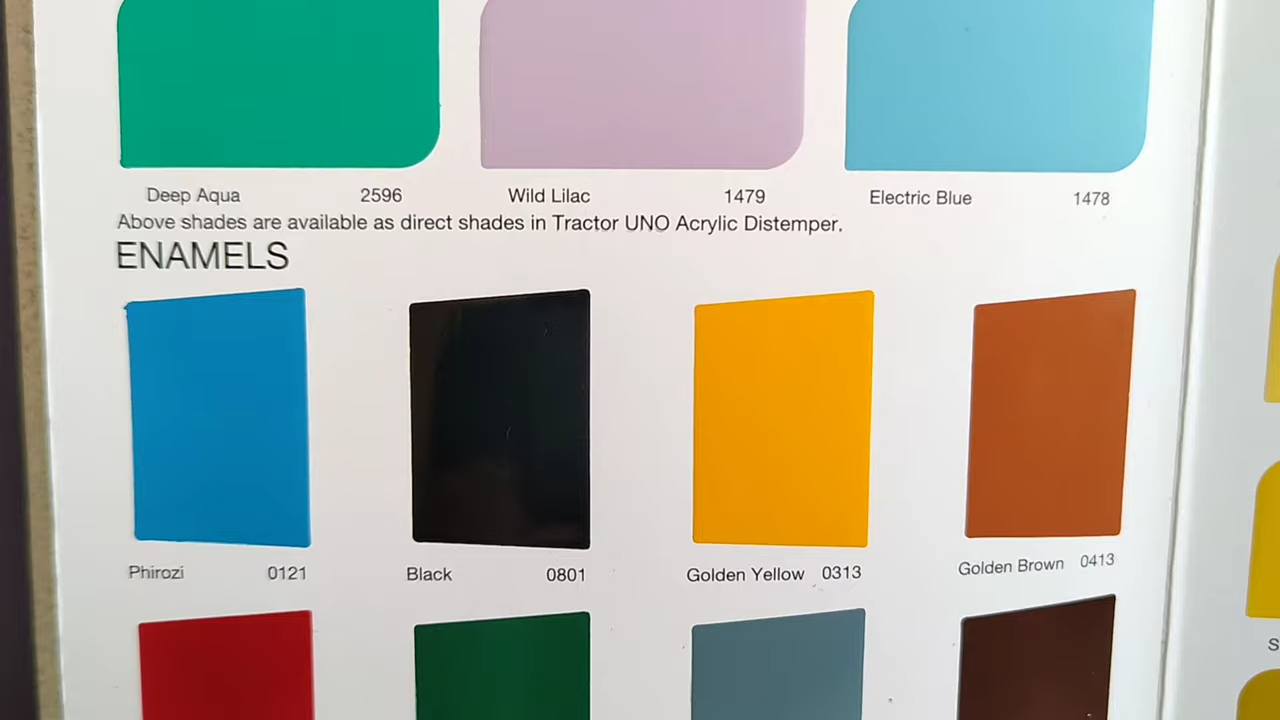 Deep Aqua 2596 Wild Lilac 1479 Electric Blue 1478
Above shades are available as direct shades in Tractor UNO Acrylic Distemper.
ENAMELS
Phirozi 0121 Black 0801 Golden Yellow 0313 Golden Brown 0413
S